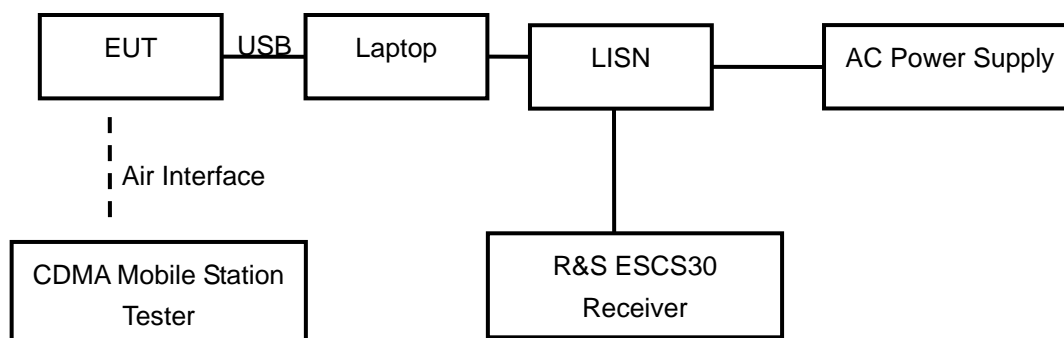 EUT
USB
Laptop
LISN
AC Power Supply
Air Interface
CDMA Mobile Station
Tester
R&S ESCS30
Receiver